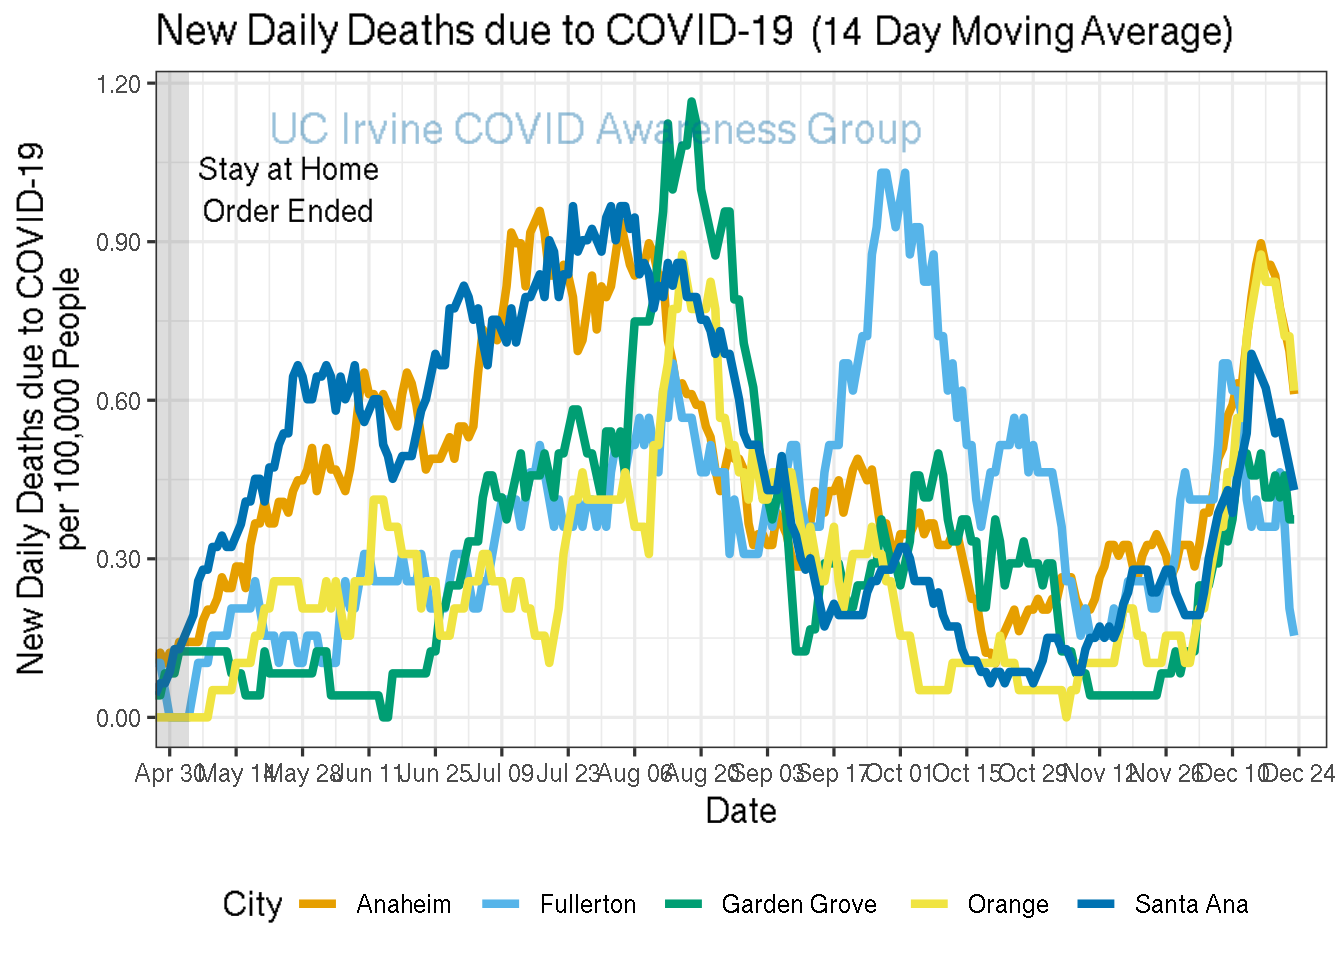 New Daily Deaths due to COVID-19 (14 Day Moving Average)
UC Irvine COVID Awareness Group
Stay at Home
Order Ended
New Daily Deaths due to COVID-19
per 100,000 People
1.20
0.90
0.60
0.30
0.00
Apr 30 May 14 May 28 Jun 11 Jun 25 Jul 09 Jul 23 Aug 06 Aug 20 Sep 03 Sep 17 Oct 01 Oct 15 Oct 29 Nov 12 Nov 26 Dec 10 Dec 24
Date
City Anaheim Fullerton Garden Grove Orange Santa Ana